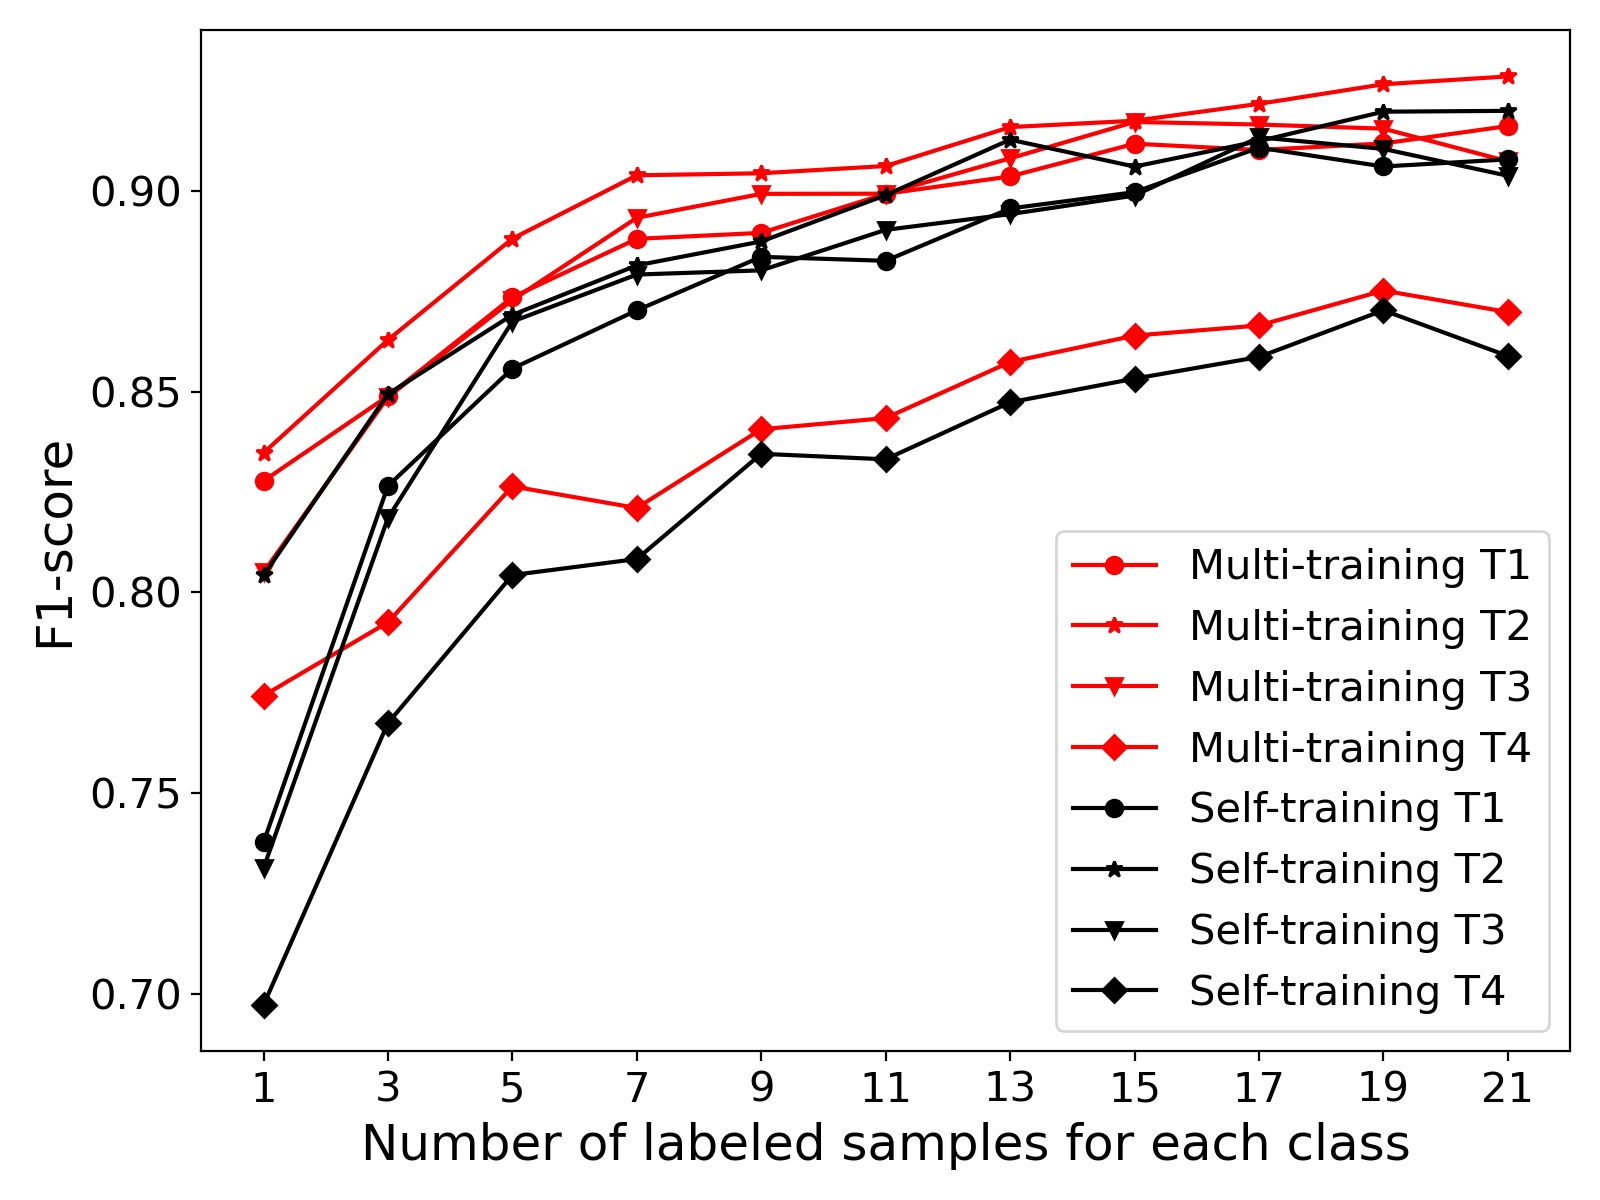 F1-score
0.90
0.85
0.80
0.75
0.70
Multi-training T1
Multi-training T2
Multi-training T3
Multi-training T4
Self-training T1
Self-training T2
Self-training T3
Self-training T4
1 3 5 7 9 11 13 15 17 19 21
Number of labeled samples for each class